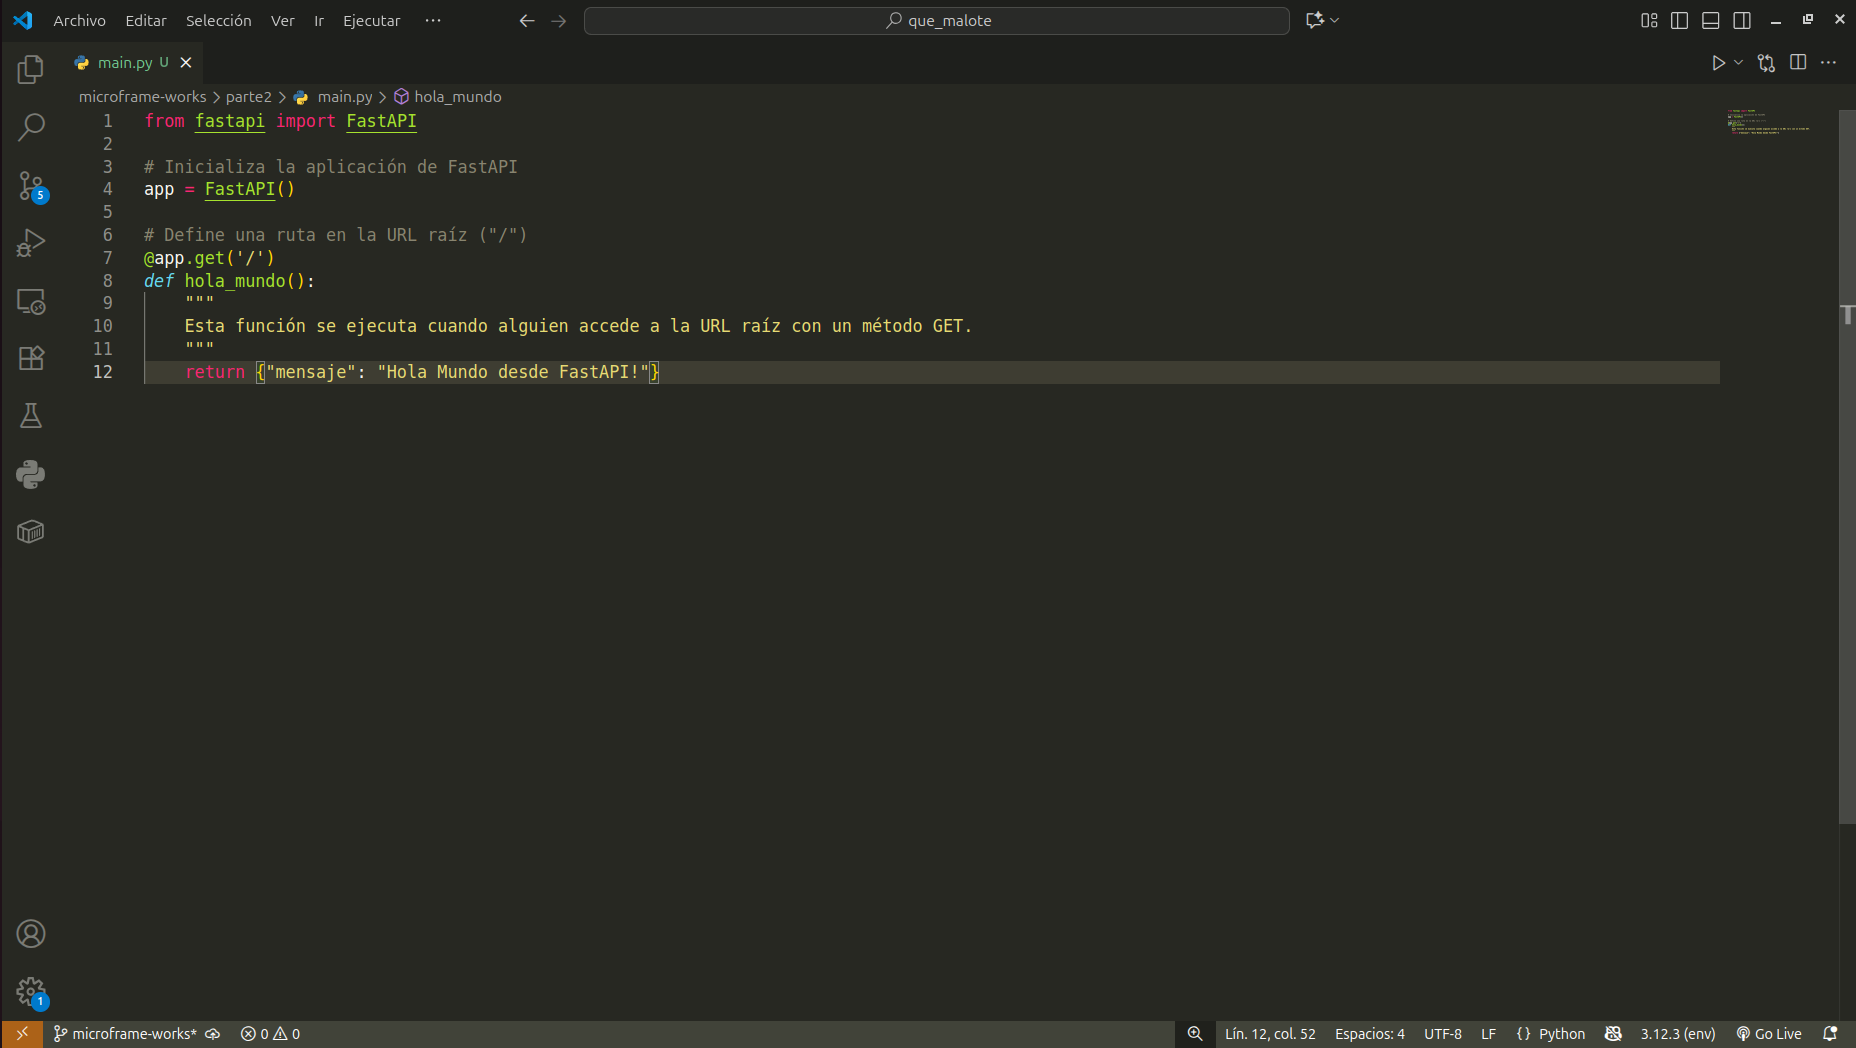 Archivo Editar Selección Ver Ir Ejecutar ··· que_malote
main.py U
microframe-works > parte2 > main.py > hola_mundo
1 from fastapi import FastAPI
2
3 # Inicializa la aplicación de FastAPI
4 app = FastAPI()
5
6 # Define una ruta en la URL raíz ("/")
7 @app.get('/')
8 def hola_mundo():
9 """
10 Esta función se ejecuta cuando alguien accede a la URL raíz con un método GET.
11 """
12 return {"mensaje": "Hola Mundo desde FastAPI!"}
5
T
1
microframe-works* 0 0 Lín. 12, col. 52 Espacios: 4 UTF-8 LF {} Python 3.12.3 (env) Go Live